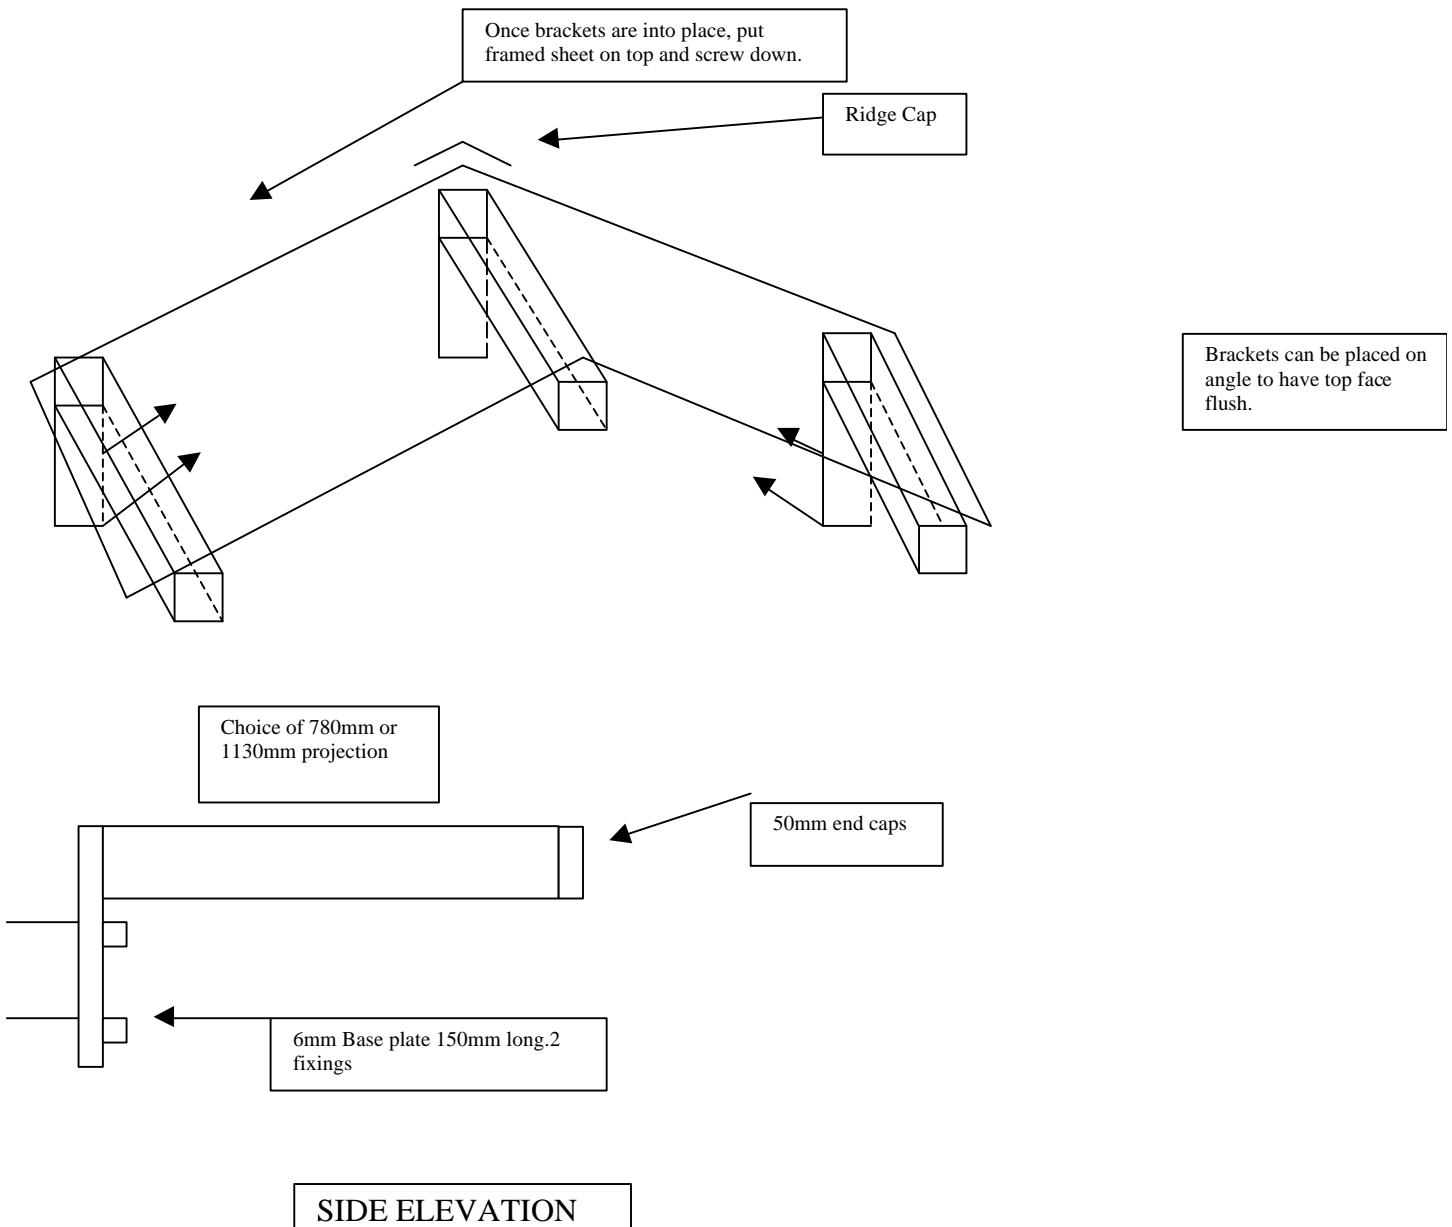 Once brackets are into place, put
framed sheet on top and screw down.
Ridge Cap
Brackets can be placed on
angle to have top face
flush.
Choice of 780mm or
1130mm projection
50mm end caps
6mm Base plate 150mm long.2
fixings
SIDE ELEVATION